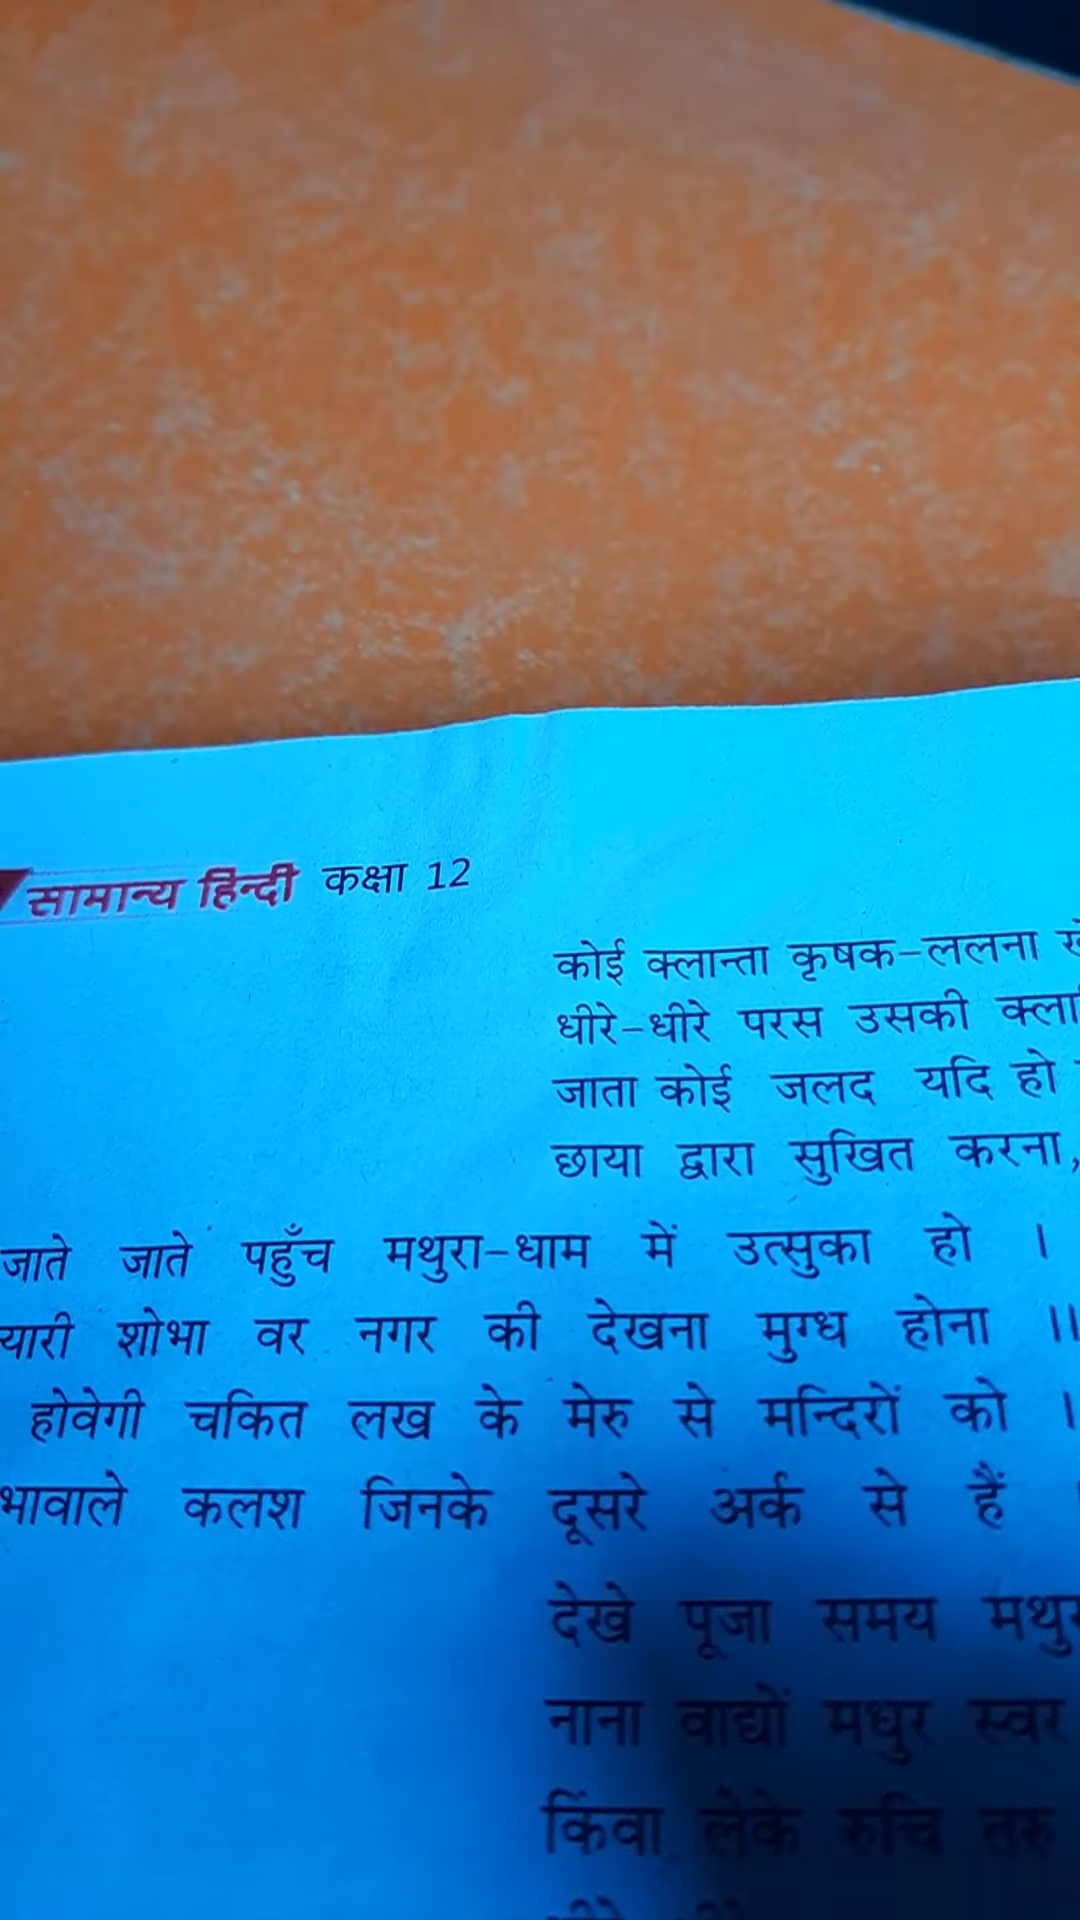 सामान्य हिन्दी कक्षा 12
कोई क्लान्ता कृषक-ललना
धीरे-धीरे परस उसकी
जाता कोई जलद यदि हो
छाया द्वारा सुखित करना,
जाते जाते पहुँच मथुरा-धाम में उत्सुका हो ।
शोभा वर नगर की देखना मुग्ध होना ॥
होवेगी चकित लख के मेरु से मन्दिरों को ।
कलश जिनके दूसरे अर्क से हैं
देखे पूजा समय
नाना वाद्यों मधुर स्वर
किंवा लेके रुचि तरु